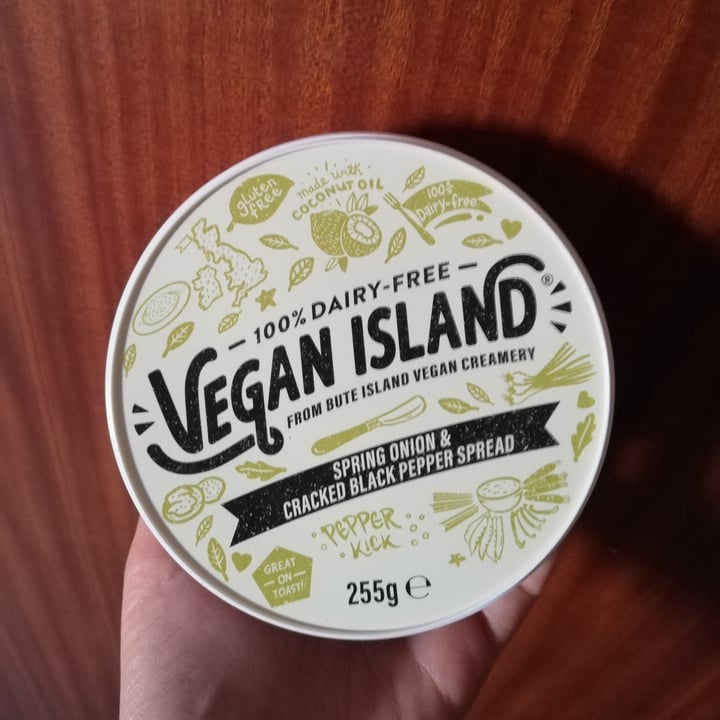 gluten
free
made with
COCONUT OIL
100%
Dairy-free
100% DAIRY-FREE
VEGAN ISLAND®
FROM BUTE ISLAND VEGAN CREAMERY
SPRING ONION &
CRACKED BLACK PEPPER SPREAD
PEPPER
KICK
GREAT
ON
TOAST!
255g ℮